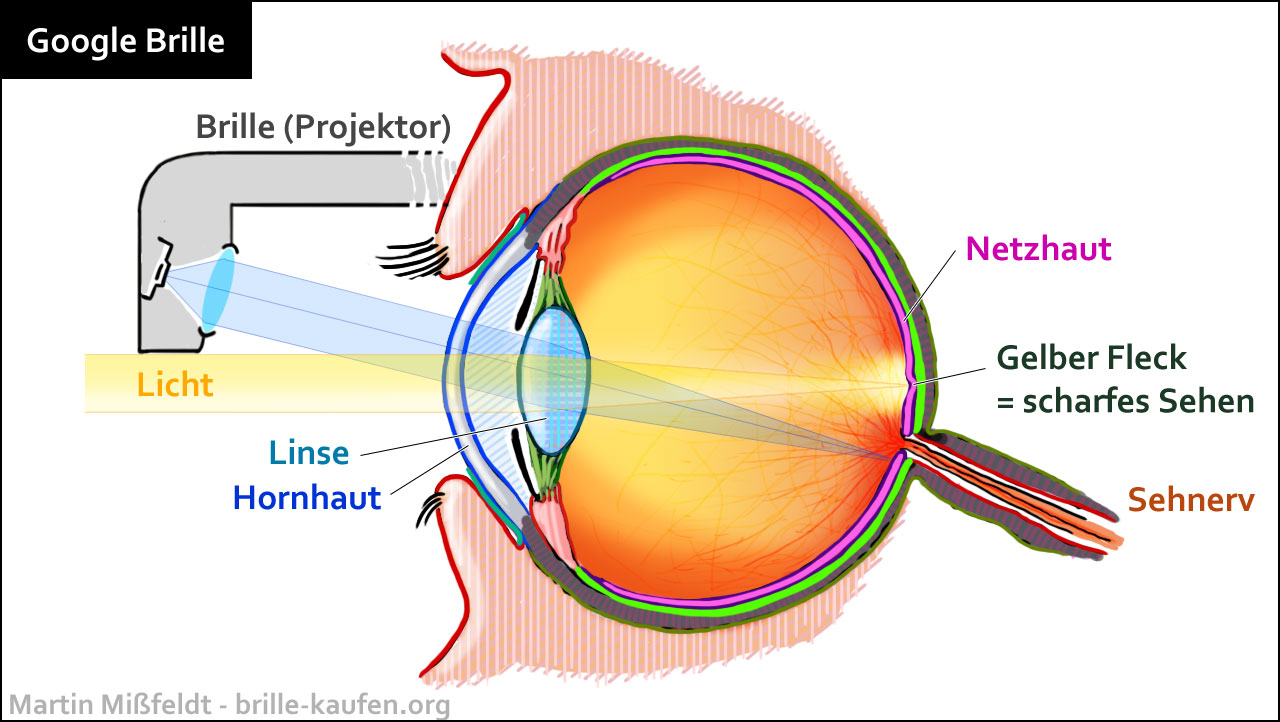 Google Brille
Brille (Projektor)
Netzhaut
Gelber Fleck
= scharfes Sehen
Licht
Linse
Hornhaut
Sehnerv
Martin Mißfeldt - brille-kaufen.org